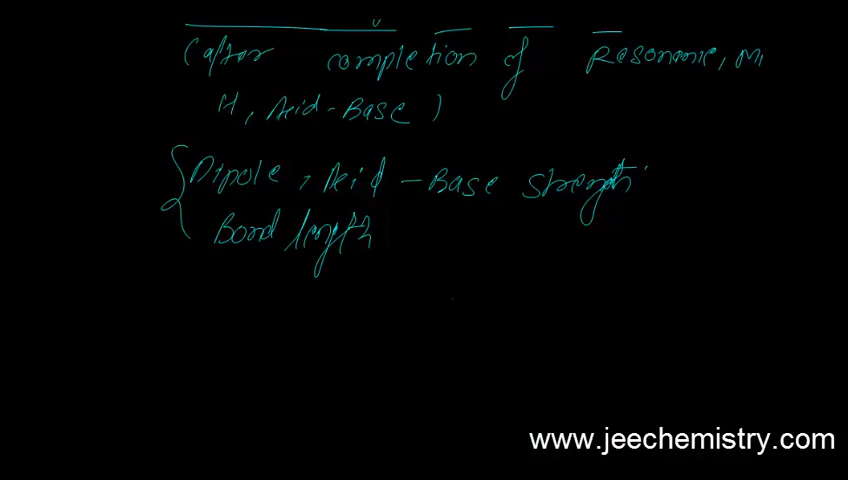 (after completion of Resonance, M,
H, Acid-Base)
Dipole, Acid-Base strength
Bond length
www.jeechemistry.com